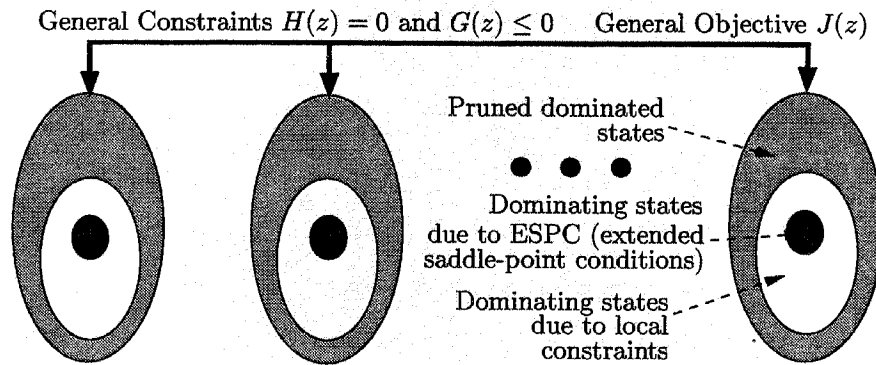 General Constraints H(z) = 0 and G(z) ≤ 0 General Objective J(z)
Pruned dominated
states
Dominating states
due to ESPC (extended
saddle-point conditions)
Dominating states
due to local
constraints